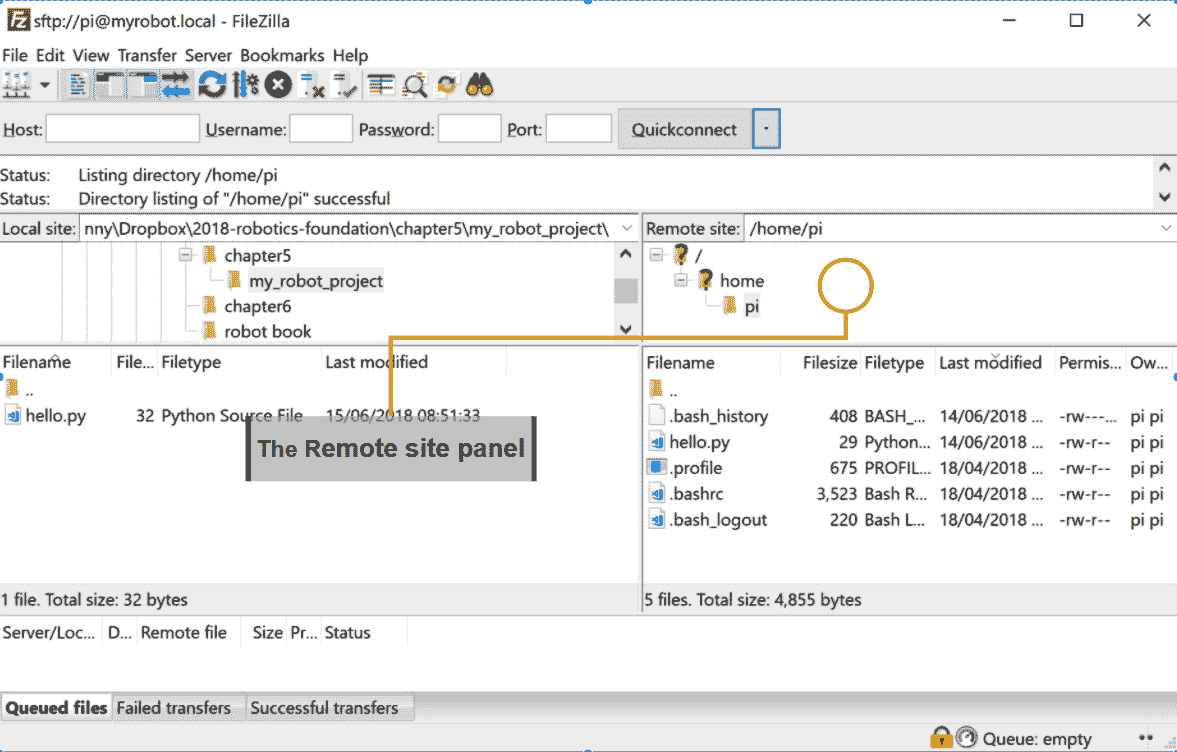 sftp://pi@myrobot.local - FileZilla
File Edit View Transfer Server Bookmarks Help
Host: Username: Password: Port: Quickconnect
Status: Listing directory /home/pi
Status: Directory listing of "/home/pi" successful
Local site: nny\Dropbox\2018-robotics-foundation\chapter5\my_robot_project\
chapter5
my_robot_project
chapter6
robot book
Filename File... Filetype Last modified
..
hello.py 32 Python Source File 15/06/2018 08:51:33
The Remote site panel
1 file. Total size: 32 bytes
Remote site: /home/pi
/
home
pi
Filename Filesize Filetype Last modified Permis... Ow...
..
.bash_history 408 BASH_... 14/06/2018 ... -rw---... pi pi
hello.py 29 Python... 14/06/2018 ... -rw-r-- pi pi
.profile 675 PROFIL... 18/04/2018 ... -rw-r-- pi pi
.bashrc 3,523 Bash R... 18/04/2018 ... -rw-r-- pi pi
.bash_logout 220 Bash L... 18/04/2018 ... -rw-r-- pi pi
5 files. Total size: 4,855 bytes
Server/Loc... D... Remote file Size Pr... Status
Queued files Failed transfers Successful transfers
Queue: empty